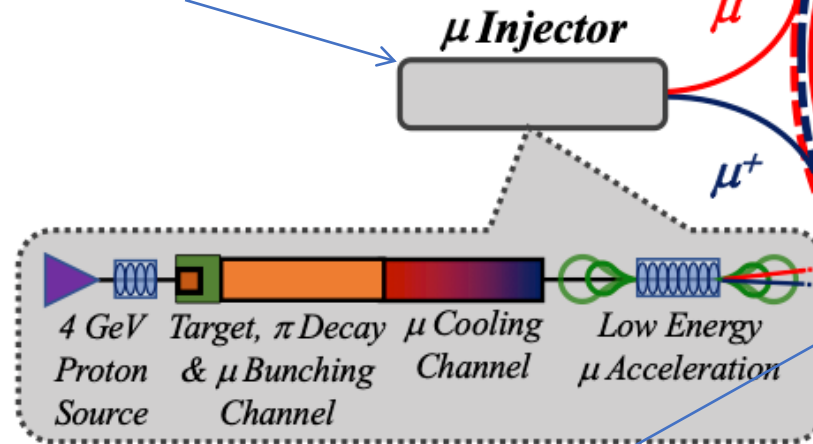 μ Injector
μ
μ⁺
4 GeV
Proton
Source
Target, π Decay
& μ Bunching
Channel
μ Cooling
Channel
Low Energy
μ Acceleration